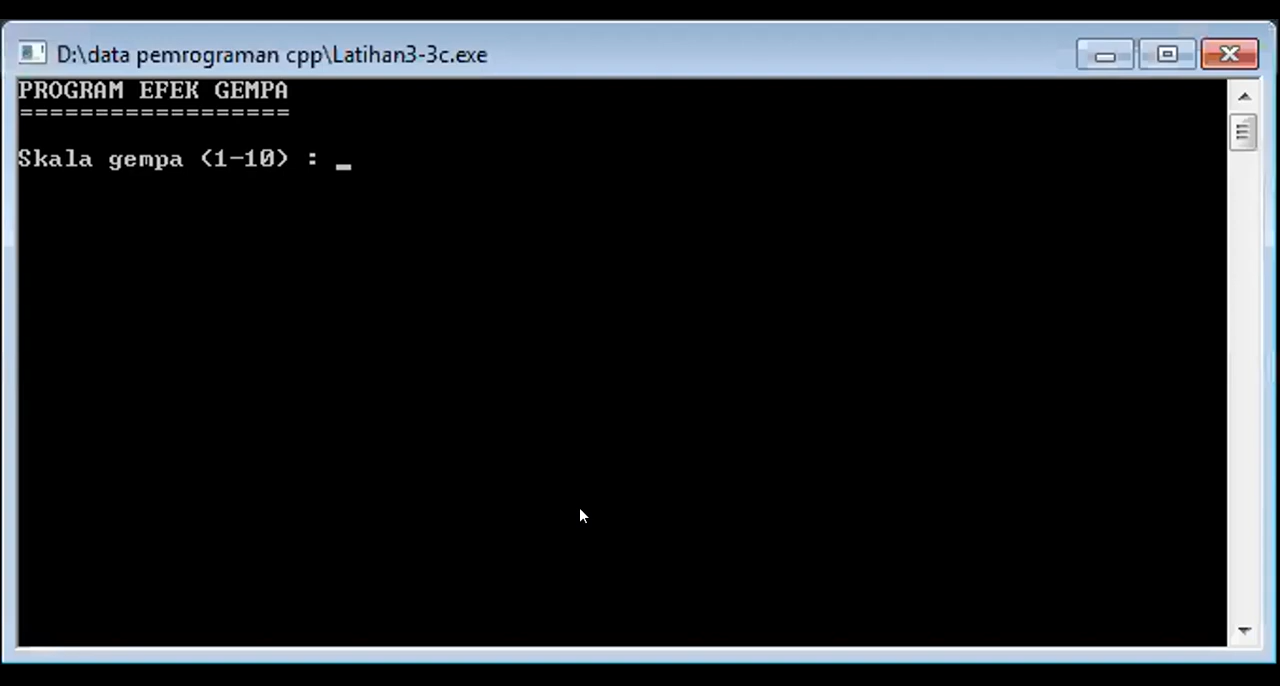 D:\data pemrograman cpp\Latihan3-3c.exe
PROGRAM EFEK GEMPA
==================
Skala gempa (1-10) : _